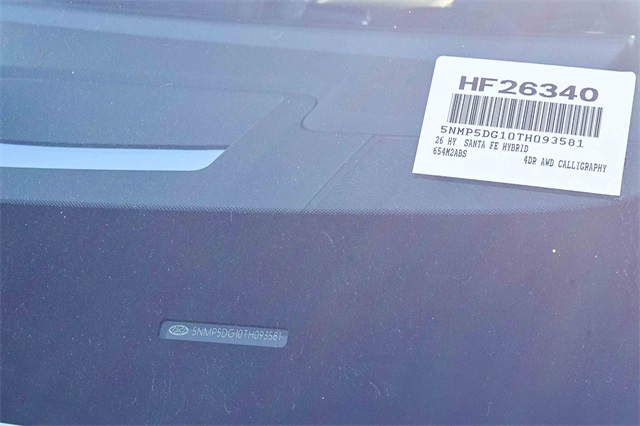 HF26340
5NMP5DG10TH093581
26 HY SANTA FE HYBRID
654M2ABS 4DR AWD CALLIGRAPHY
5NMP5DG10TH093581